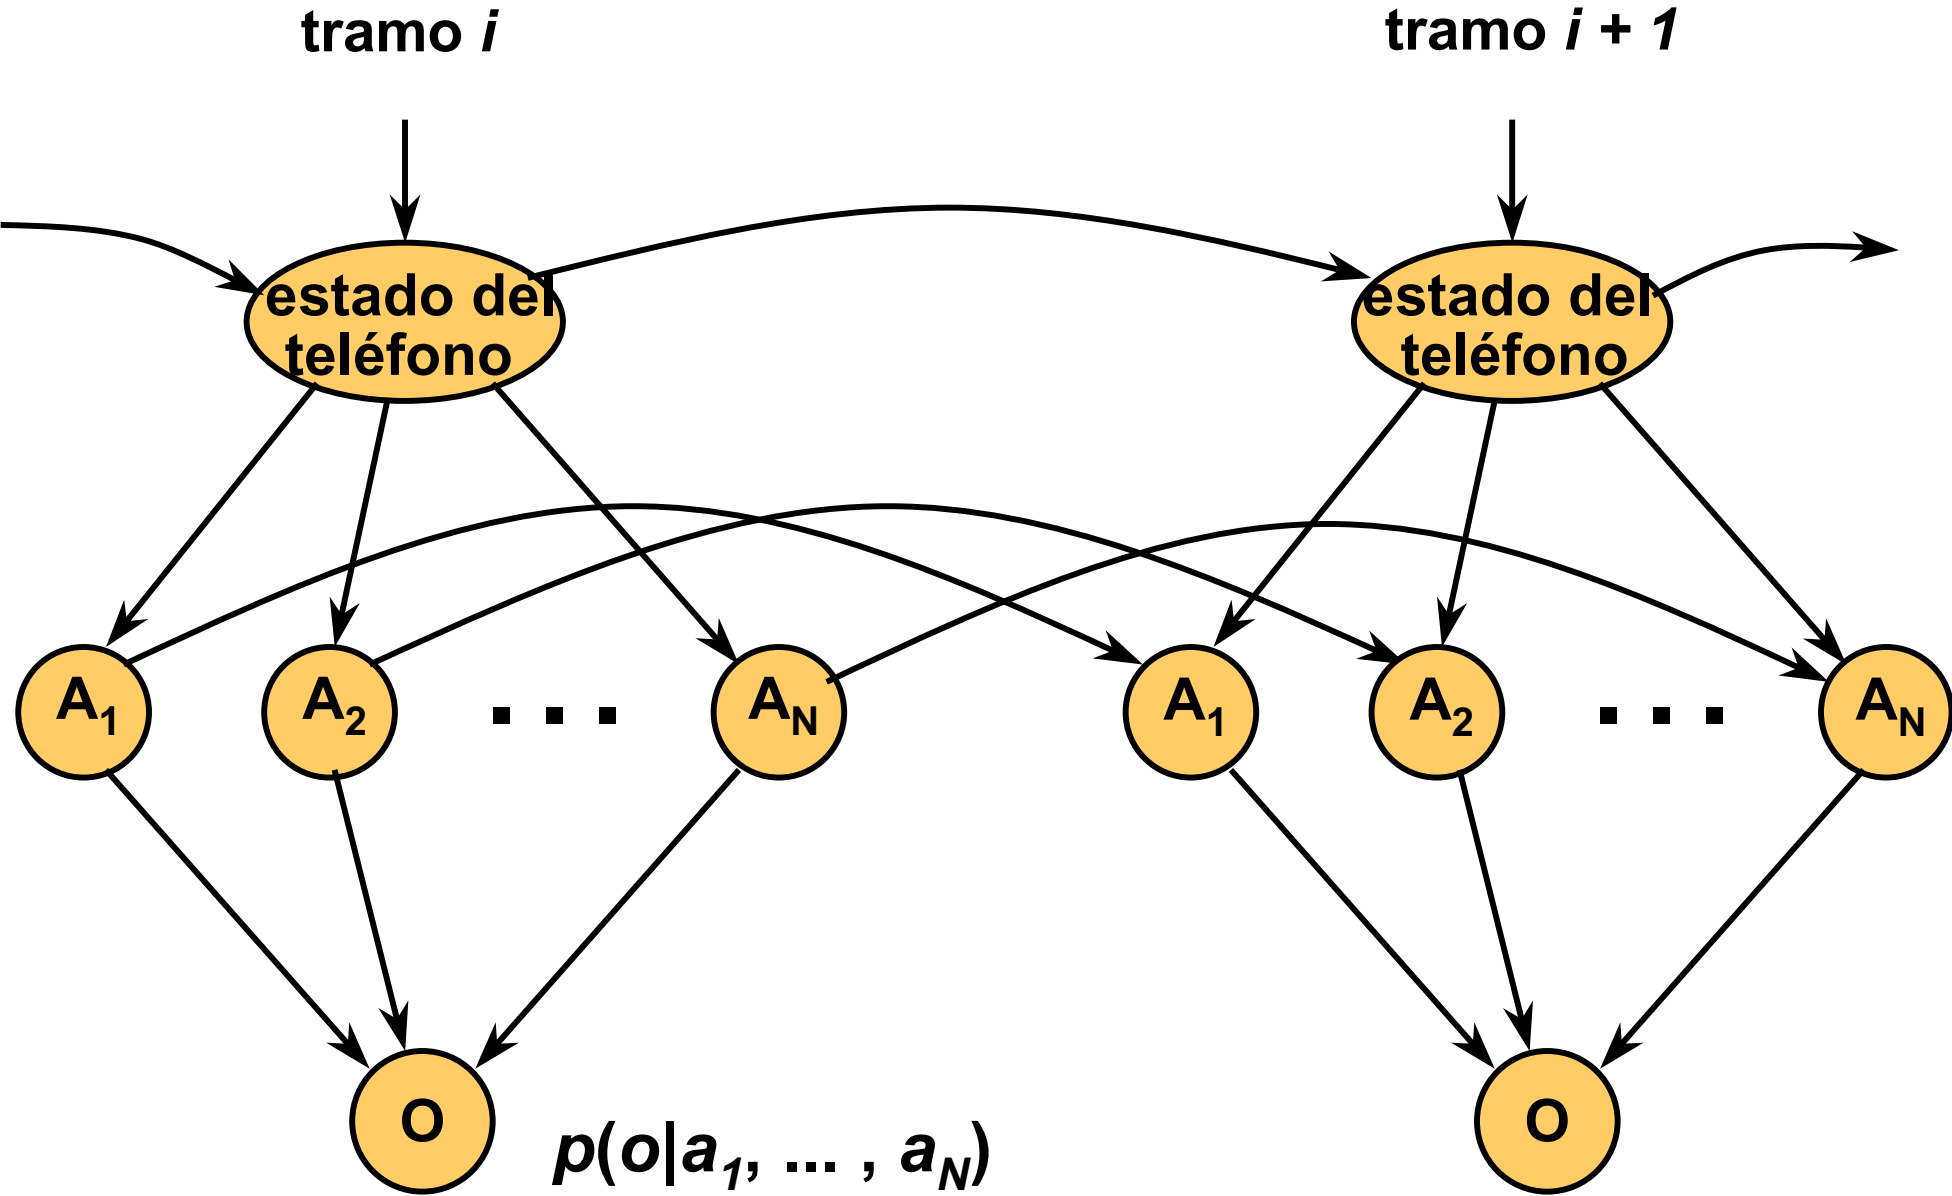 tramo i
tramo i + 1
estado del
teléfono
estado del
teléfono
A1
A2
. . .
AN
A1
A2
. . .
AN
O
p(o|a1, ... , aN)
O